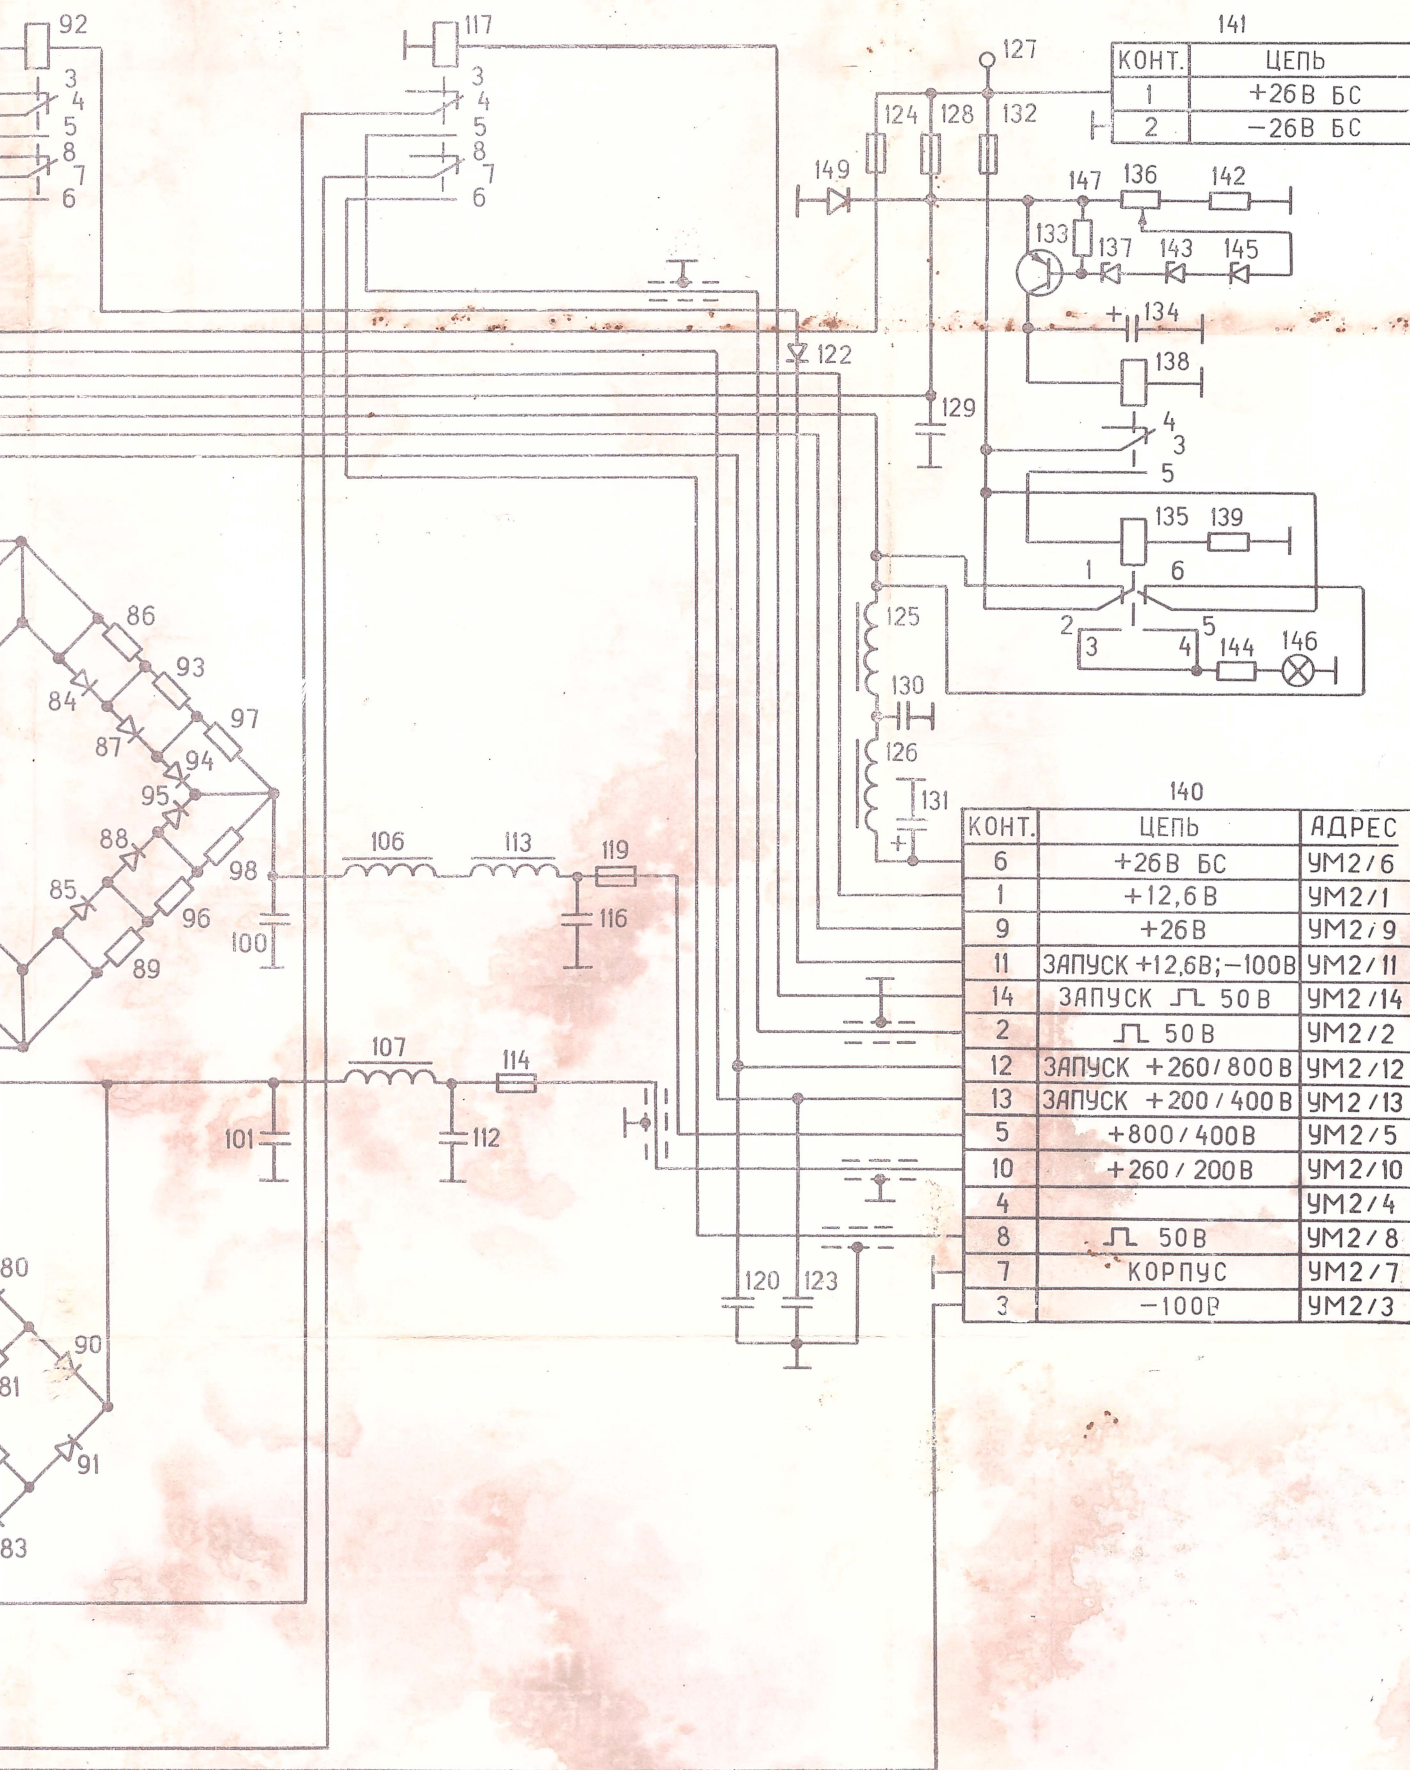 92
3
4
5
8
7
6
117
3
4
5
8
7
6
127
141
КОНТ. ЦЕПЬ
1 +26В БС
2 −26В БС
124 128 132
149
147 136 142
133 137 143 145
+ 134
122
138
129
4
3
5
135 139
1 6
2 5
3 4
144 146
125
130
126
131
+
86
93
84
97
87
94
95
88
98
85
96
89
100
106 113 119
116
107 114
101
112
80
81
90
91
83
120 123
140
КОНТ. ЦЕПЬ АДРЕС
6 +26В БС УМ2/6
1 +12,6В УМ2/1
9 +26В УМ2/9
11 ЗАПУСК +12,6В;−100В УМ2/11
14 ЗАПУСК 50В УМ2/14
2 50В УМ2/2
12 ЗАПУСК +260/800В УМ2/12
13 ЗАПУСК +200/400В УМ2/13
5 +800/400В УМ2/5
10 +260/200В УМ2/10
4 УМ2/4
8 50В УМ2/8
7 КОРПУС УМ2/7
3 −100В УМ2/3